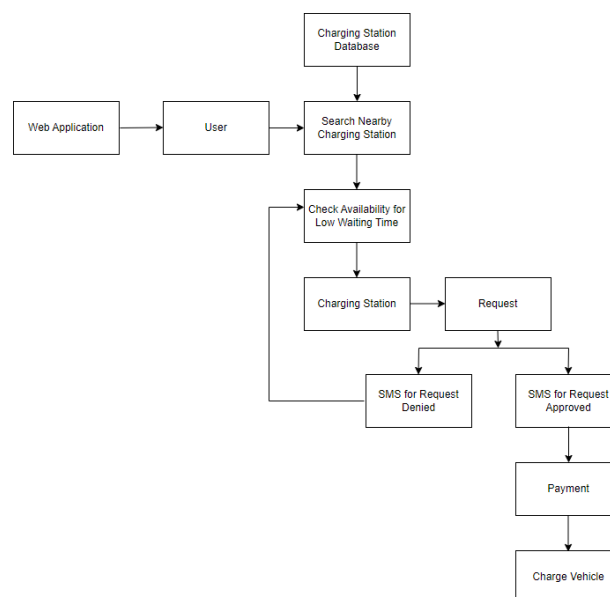 Charging Station
Database
Web Application
User
Search Nearby
Charging Station
Check Availability for
Low Waiting Time
Charging Station
Request
SMS for Request
Denied
SMS for Request
Approved
Payment
Charge Vehicle